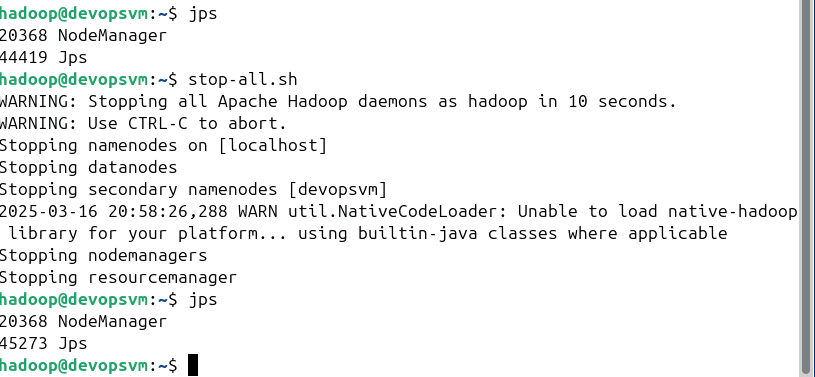 hadoop@devopsvm:~$ jps
20368 NodeManager
44419 Jps
hadoop@devopsvm:~$ stop-all.sh
WARNING: Stopping all Apache Hadoop daemons as hadoop in 10 seconds.
WARNING: Use CTRL-C to abort.
Stopping namenodes on [localhost]
Stopping datanodes
Stopping secondary namenodes [devopsvm]
2025-03-16 20:58:26,288 WARN util.NativeCodeLoader: Unable to load native-hadoop
 library for your platform... using builtin-java classes where applicable
Stopping nodemanagers
Stopping resourcemanager
hadoop@devopsvm:~$ jps
20368 NodeManager
45273 Jps
hadoop@devopsvm:~$